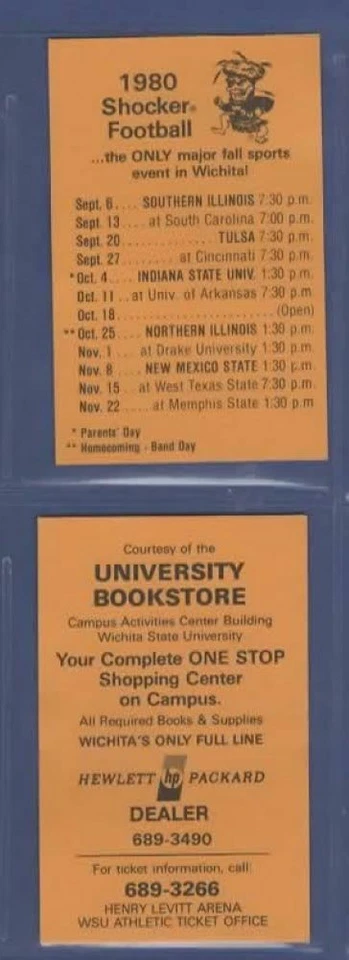 1980
Shocker®
Football
...the ONLY major fall sports
event in Wichita!
Sept. 6.... SOUTHERN ILLINOIS 7:30 p.m.
Sept. 13.... at South Carolina 7:00 p.m.
Sept. 20................ TULSA 7:30 p.m.
Sept. 27......... at Cincinnati 7:30 p.m.
* Oct. 4.... INDIANA STATE UNIV. 1:30 p.m.
Oct. 11.. at Univ. of Arkansas 7:30 p.m.
Oct. 18.........................(Open)
** Oct. 25.... NORTHERN ILLINOIS 1:30 p.m.
Nov. 1... at Drake University 1:30 p.m.
Nov. 8... NEW MEXICO STATE 1:30 p.m.
Nov. 15... at West Texas State 7:30 p.m.
Nov. 22..... at Memphis State 1:30 p.m
* Parents' Day
** Homecoming - Band Day
Courtesy of the
UNIVERSITY
BOOKSTORE
Campus Activities Center Building
Wichita State University
Your Complete ONE STOP
Shopping Center
on Campus.
All Required Books & Supplies
WICHITA'S ONLY FULL LINE
HEWLETT hp PACKARD
DEALER
689-3490
For ticket information, call:
689-3266
HENRY LEVITT ARENA
WSU ATHLETIC TICKET OFFICE